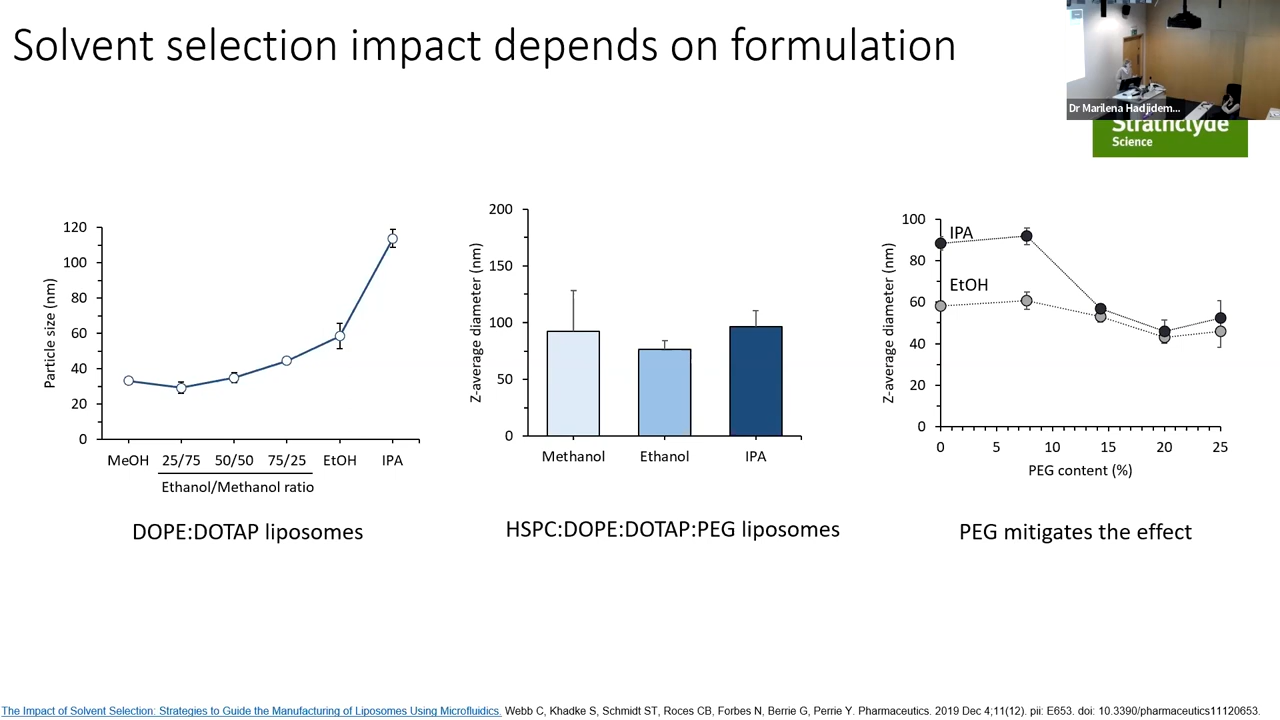 Solvent selection impact depends on formulation
Dr Marilena Hadjidem...
Strathclyde
Science
120
100
80
60
40
20
0
Particle size (nm)
MeOH 25/75 50/50 75/25 EtOH IPA
Ethanol/Methanol ratio
DOPE:DOTAP liposomes
200
150
100
50
0
Z-average diameter (nm)
Methanol Ethanol IPA
HSPC:DOPE:DOTAP:PEG liposomes
100
80
60
40
20
0
Z-average diameter (nm)
IPA
EtOH
0 5 10 15 20 25
PEG content (%)
PEG mitigates the effect
The Impact of Solvent Selection: Strategies to Guide the Manufacturing of Liposomes Using Microfluidics. Webb C, Khadke S, Schmidt ST, Roces CB, Forbes N, Berrie G, Perrie Y. Pharmaceutics. 2019 Dec 4;11(12). pii: E653. doi: 10.3390/pharmaceutics11120653.